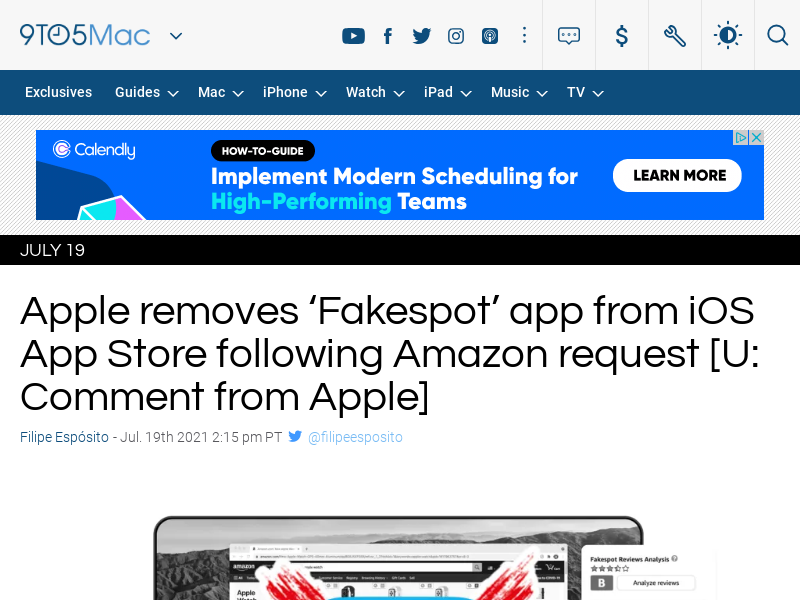 9TO5Mac
$
Exclusives Guides Mac iPhone Watch iPad Music TV
Calendly
HOW-TO-GUIDE
Implement Modern Scheduling for
High-Performing Teams
LEARN MORE
JULY 19
Apple removes ‘Fakespot’ app from iOS
App Store following Amazon request [U:
Comment from Apple]
Filipe Espósito - Jul. 19th 2021 2:15 pm PT @filipeesposito
Fakespot Reviews Analysis
amazon
B Analyze reviews
Apple